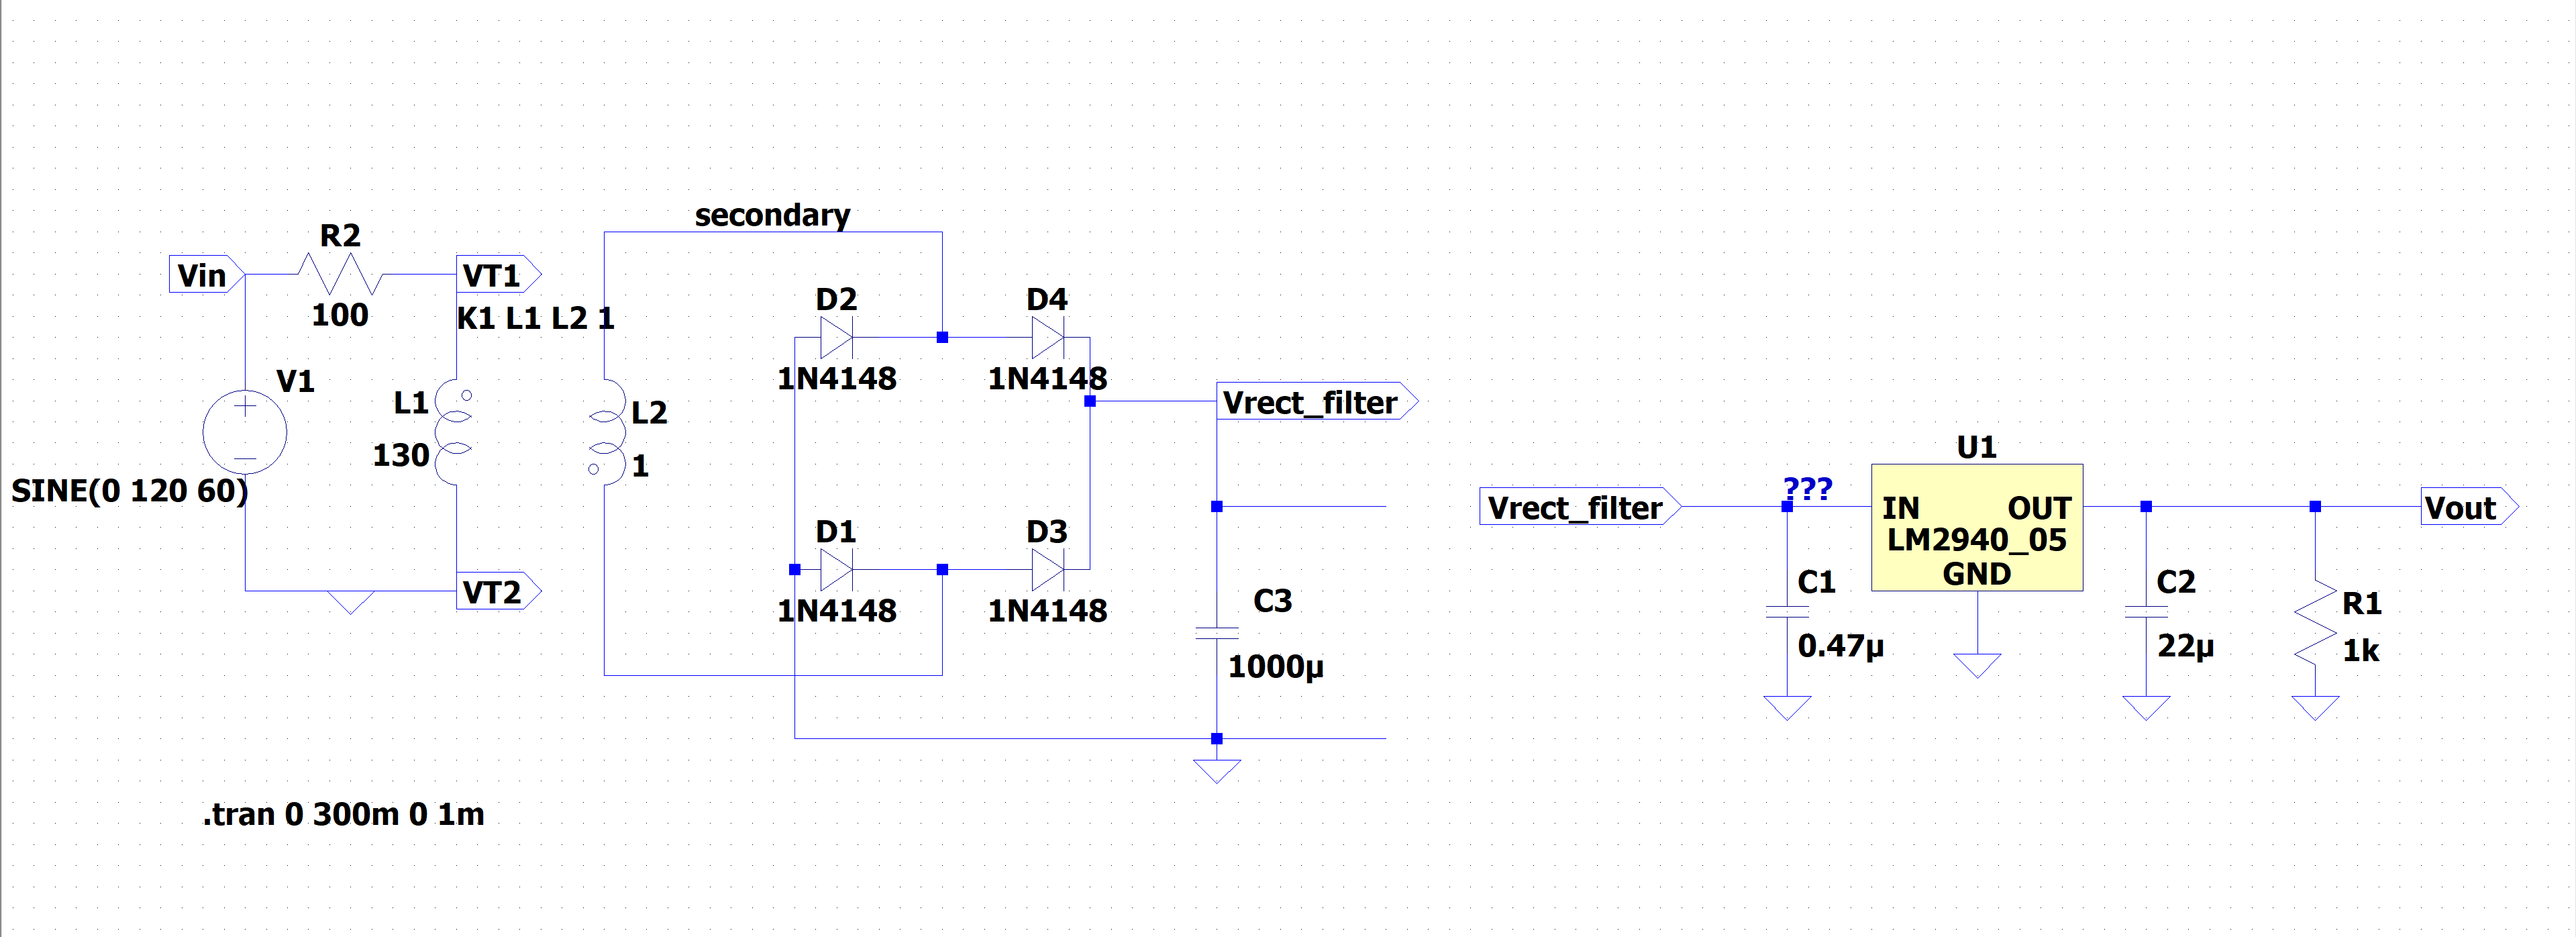 secondary
R2
Vin
VT1
100
K1 L1 L2 1
D2
D4
1N4148
1N4148
V1
L1
L2
Vrect_filter
130
1
SINE(0 120 60)
U1
???
Vrect_filter
IN
OUT
LM2940_05
GND
Vout
D1
D3
1N4148
1N4148
VT2
C3
1000µ
C1
0.47µ
C2
22µ
R1
1k
.tran 0 300m 0 1m